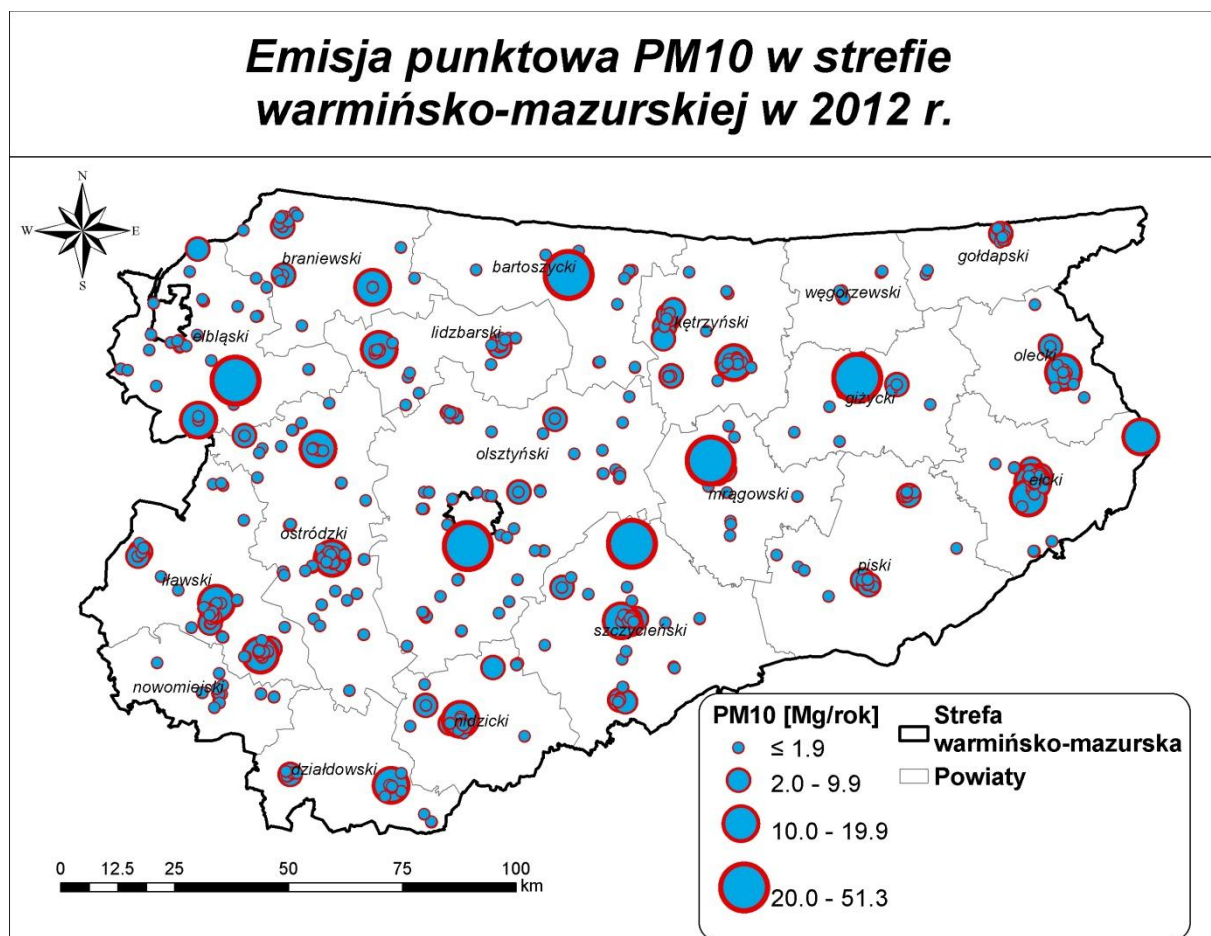 Emisja punktowa PM10 w strefie
warmińsko-mazurskiej w 2012 r.
N
W
E
S
gołdapski
braniewski
bartoszycki
węgorzewski
kętrzyński
elbląski
lidzbarski
olecki
giżycki
olsztyński
mrągowski
ełcki
ostródzki
piski
iławski
szczycieński
nowomiejski
nidzicki
działdowski
PM10 [Mg/rok]
≤ 1.9
2.0 - 9.9
10.0 - 19.9
20.0 - 51.3
Strefa
warmińsko-mazurska
Powiaty
0 12.5 25 50 75 100
km